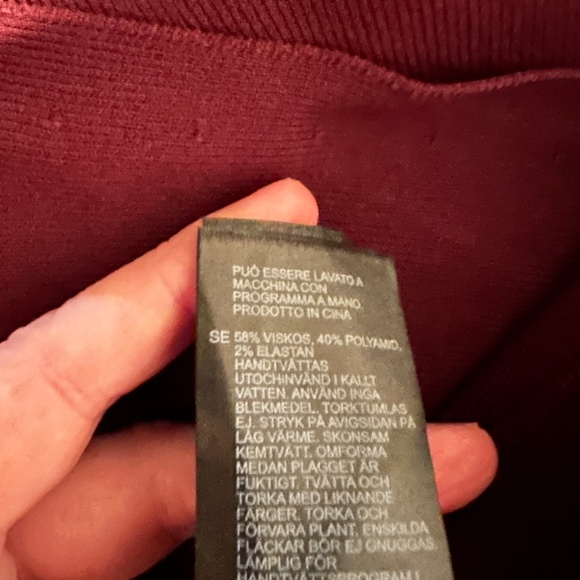 PUÒ ESSERE LAVATO A
MACCHINA CON
PROGRAMMA A MANO.
PRODOTTO IN CINA
SE 58% VISKOS, 40% POLYAMID,
2% ELASTAN
HANDTVÄTTAS
UTOCHINVÄND I KALLT
VATTEN. ANVÄND INGA
BLEKMEDEL. TORKTUMLAS
EJ. STRYK PÅ AVIGSIDAN PÅ
LÅG VÄRME. SKONSAM
KEMTVÄTT. OMFORMA
MEDAN PLAGGET ÄR
FUKTIGT. TVÄTTA OCH
TORKA MED LIKNANDE
FÄRGER. TORKA OCH
FÖRVARA PLANT. ENSKILDA
FLÄCKAR BÖR EJ GNUGGAS.
LÄMPLIG FÖR
HANDTVÄTTSPROGRAM I